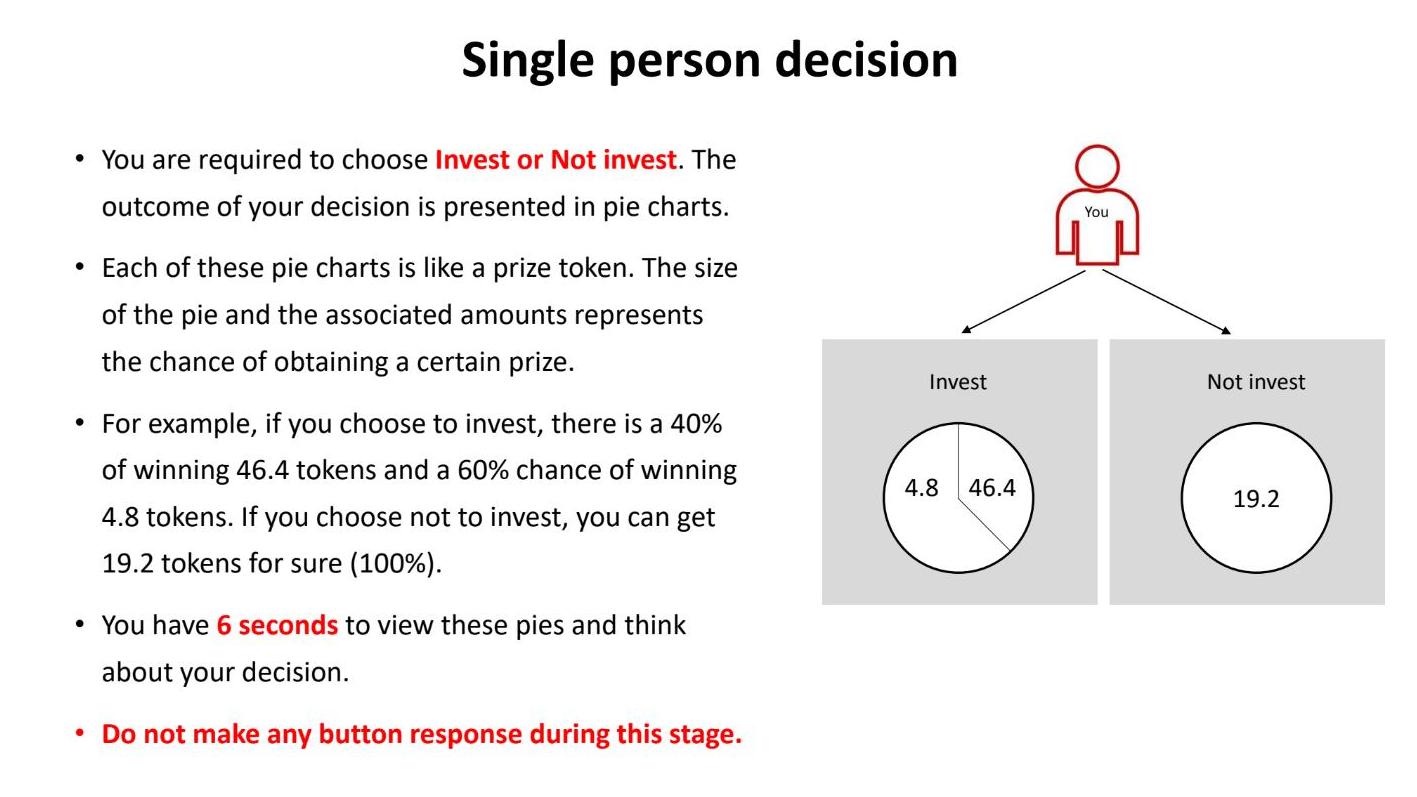 Single person decision
• You are required to choose Invest or Not invest. The
outcome of your decision is presented in pie charts.
• Each of these pie charts is like a prize token. The size
of the pie and the associated amounts represents
the chance of obtaining a certain prize.
• For example, if you choose to invest, there is a 40%
of winning 46.4 tokens and a 60% chance of winning
4.8 tokens. If you choose not to invest, you can get
19.2 tokens for sure (100%).
• You have 6 seconds to view these pies and think
about your decision.
• Do not make any button response during this stage.
You
Invest
4.8 46.4
Not invest
19.2